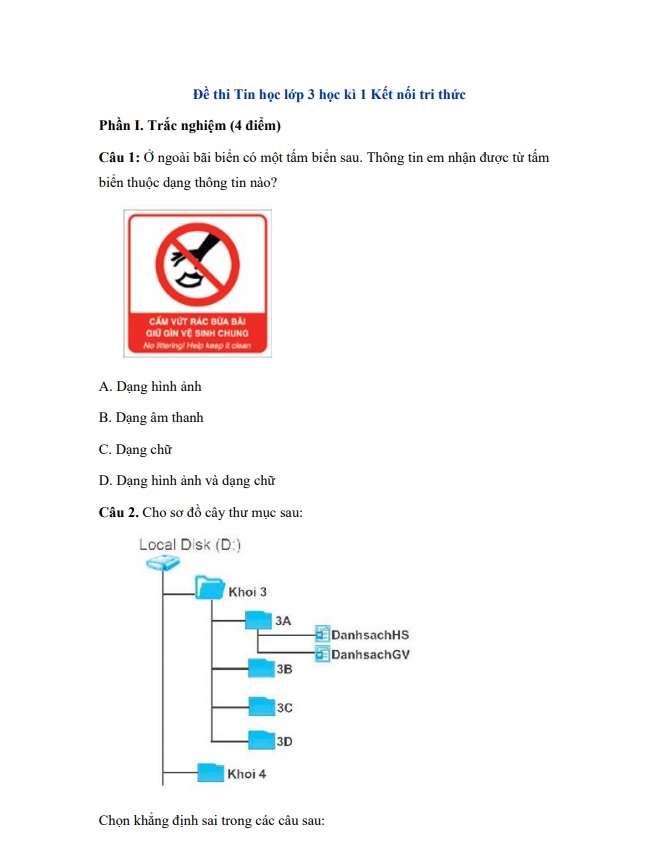 Đề thi Tin học lớp 3 học kì 1 Kết nối tri thức
Phần I. Trắc nghiệm (4 điểm)
Câu 1: Ở ngoài bãi biển có một tấm biển sau. Thông tin em nhận được từ tấm
biển thuộc dạng thông tin nào?
CẤM VỨT RÁC BỪA BÃI
GIỮ GÌN VỆ SINH CHUNG
No littering! Help keep it clean
A. Dạng hình ảnh
B. Dạng âm thanh
C. Dạng chữ
D. Dạng hình ảnh và dạng chữ
Câu 2. Cho sơ đồ cây thư mục sau:
Local Disk (D:)
Khoi 3
3A
DanhsachHS
DanhsachGV
3B
3C
3D
Khoi 4
Chọn khẳng định sai trong các câu sau: